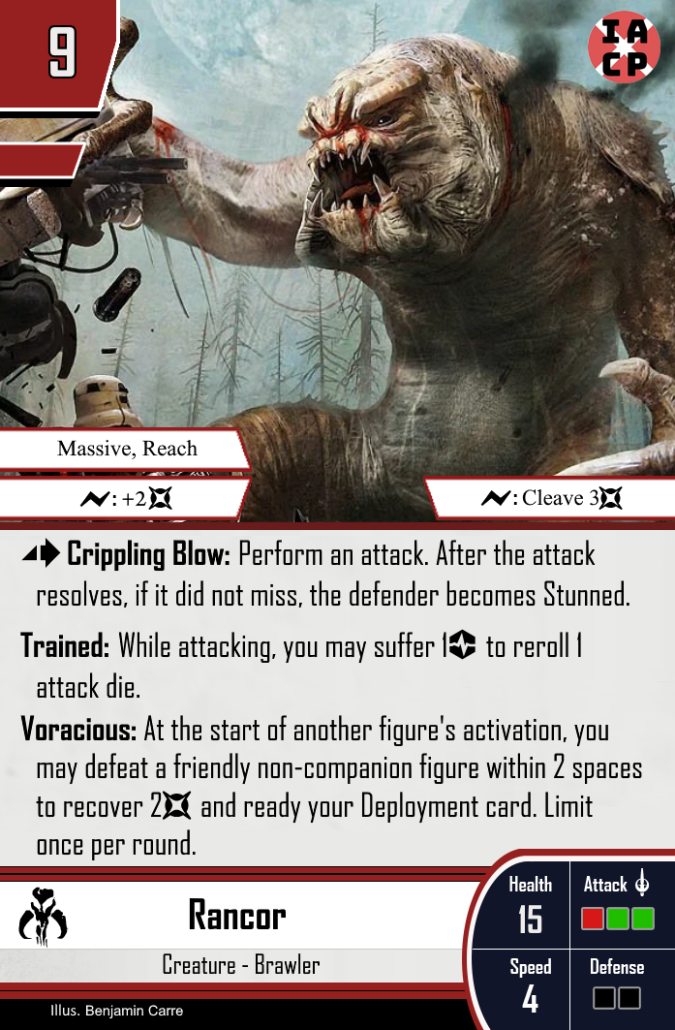 9
IA
CP
Massive, Reach
: +2
: Cleave 3
Crippling Blow: Perform an attack. After the attack
resolves, if it did not miss, the defender becomes Stunned.
Trained: While attacking, you may suffer 1 to reroll 1
attack die.
Voracious: At the start of another figure's activation, you
may defeat a friendly non-companion figure within 2 spaces
to recover 2 and ready your Deployment card. Limit
once per round.
Rancor
Creature - Brawler
Health
15
Attack
Speed
4
Defense
Illus. Benjamin Carre